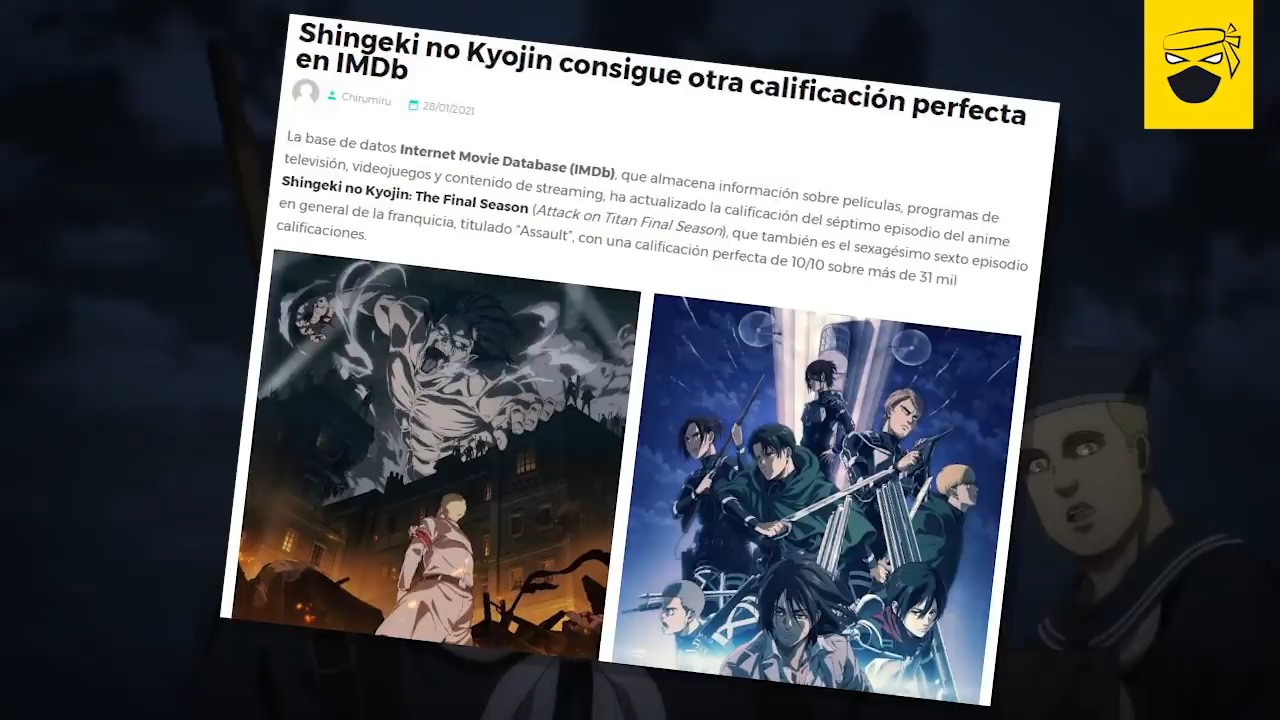 Shingeki no Kyojin consigue otra calificación perfecta
en IMDb
Chirumiru 28/01/2021
La base de datos Internet Movie Database (IMDb), que almacena información sobre películas, programas de
televisión, videojuegos y contenido de streaming, ha actualizado la calificación del séptimo episodio del anime
Shingeki no Kyojin: The Final Season (Attack on Titan Final Season), que también es el sexagésimo sexto episodio
en general de la franquicia, titulado “Assault”, con una calificación perfecta de 10/10 sobre más de 31 mil
calificaciones.